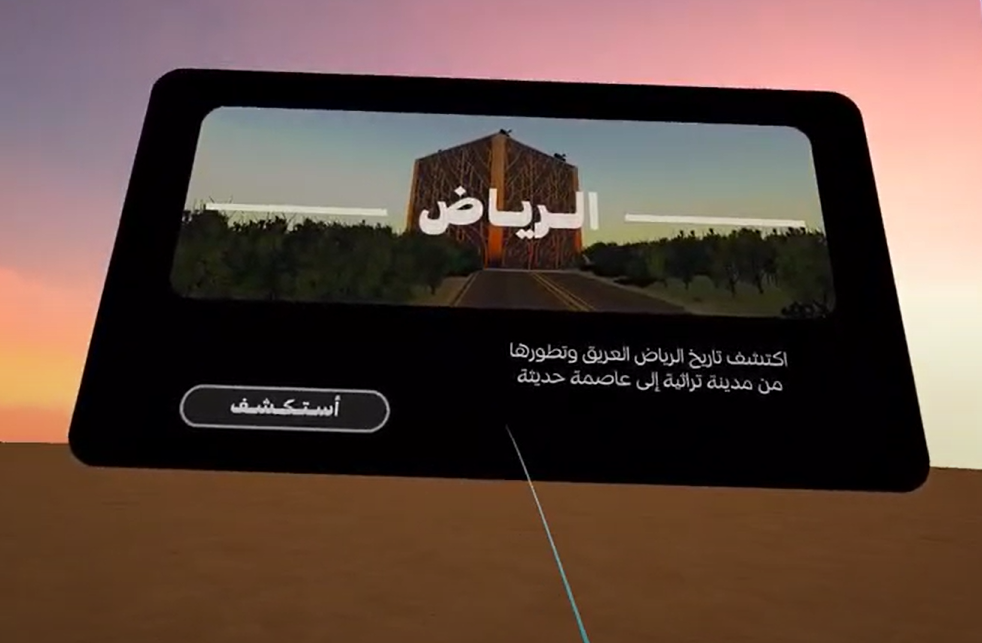 الرياض
اكتشف تاريخ الرياض العريق وتطورها
من مدينة تراثية إلى عاصمة حديثة
أستكشف